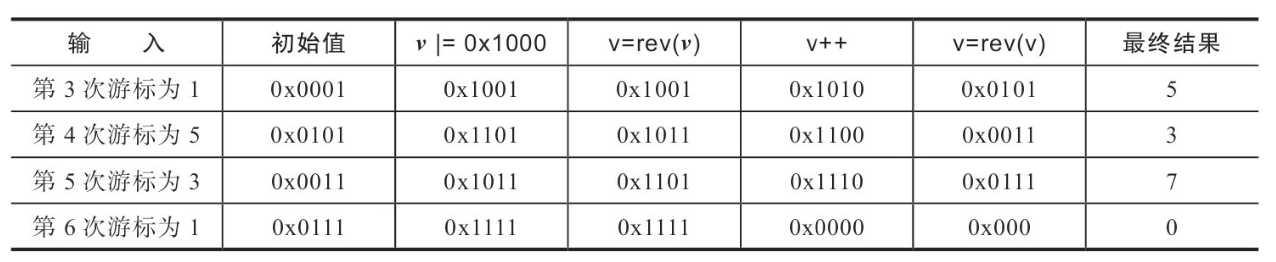 输 入 初始值 v |= 0x1000 v=rev(v) v++ v=rev(v) 最终结果
第 3 次游标为 1 0x0001 0x1001 0x1001 0x1010 0x0101 5
第 4 次游标为 5 0x0101 0x1101 0x1011 0x1100 0x0011 3
第 5 次游标为 3 0x0011 0x1011 0x1101 0x1110 0x0111 7
第 6 次游标为 1 0x0111 0x1111 0x1111 0x0000 0x000 0